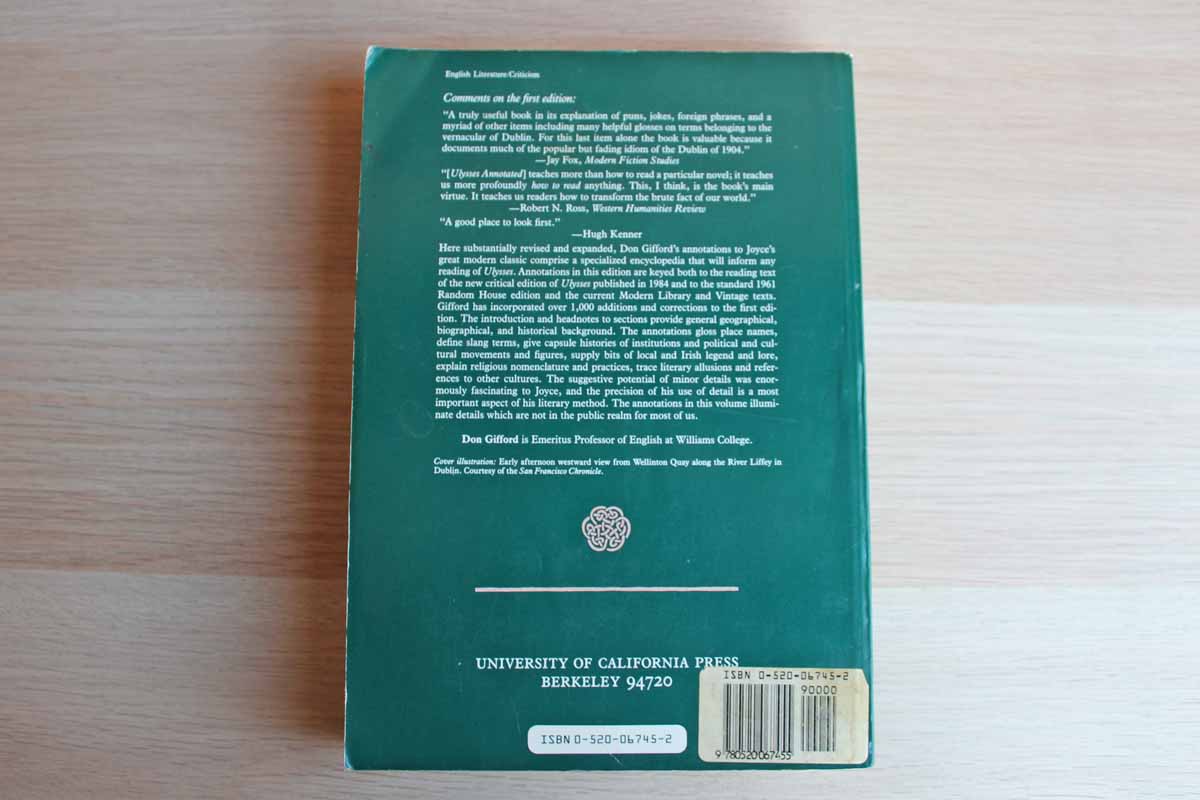 English Literature/Criticism
Comments on the first edition:
"A truly useful book in its explanation of puns, jokes, foreign phrases, and a
myriad of other items including many helpful glosses on terms belonging to the
vernacular of Dublin. For this last item alone the book is valuable because it
documents much of the popular but fading idiom of the Dublin of 1904."
—Jay Fox, Modern Fiction Studies
"[Ulysses Annotated] teaches more than how to read a particular novel; it teaches
us more profoundly how to read anything. This, I think, is the book's main
virtue. It teaches us readers how to transform the brute fact of our world."
—Robert N. Ross, Western Humanities Review
"A good place to look first."
—Hugh Kenner
Here substantially revised and expanded, Don Gifford's annotations to Joyce's
great modern classic comprise a specialized encyclopedia that will inform any
reading of Ulysses. Annotations in this edition are keyed both to the reading text
of the new critical edition of Ulysses published in 1984 and to the standard 1961
Random House edition and the current Modern Library and Vintage texts.
Gifford has incorporated over 1,000 additions and corrections to the first edi-
tion. The introduction and headnotes to sections provide general geographical,
biographical, and historical background. The annotations gloss place names,
define slang terms, give capsule histories of institutions and political and cul-
tural movements and figures, supply bits of local and Irish legend and lore,
explain religious nomenclature and practices, trace literary allusions and refer-
ences to other cultures. The suggestive potential of minor details was enor-
mously fascinating to Joyce, and the precision of his use of detail is a most
important aspect of his literary method. The annotations in this volume illumi-
nate details which are not in the public realm for most of us.
Don Gifford is Emeritus Professor of English at Williams College.
Cover illustration: Early afternoon westward view from Wellinton Quay along the River Liffey in
Dublin. Courtesy of the San Francisco Chronicle.
UNIVERSITY OF CALIFORNIA PRESS
BERKELEY 94720
ISBN 0-520-06745-2
ISBN 0-520-06745-2
90000
9 780520 067455